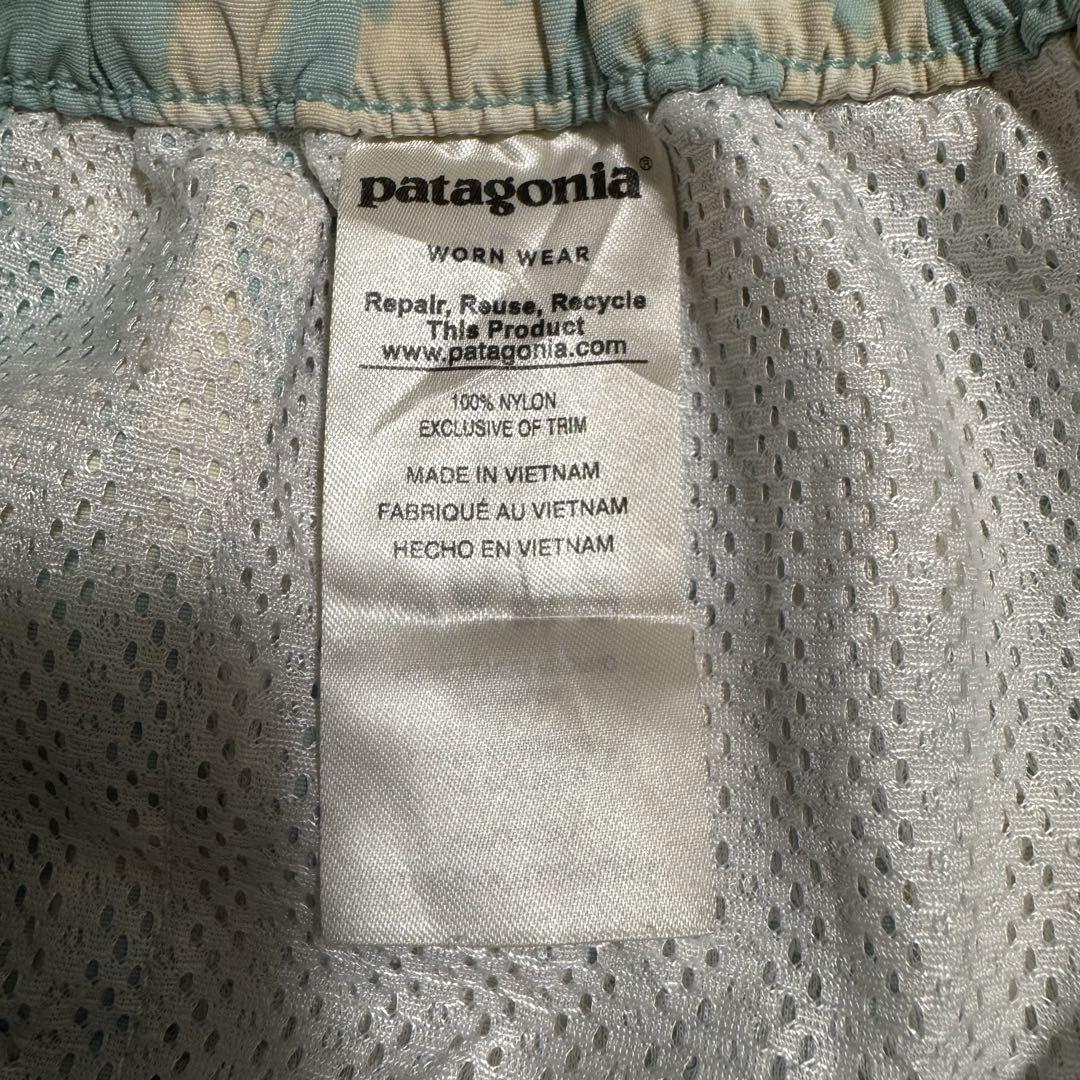 patagonia®
WORN WEAR
Repair, Reuse, Recycle
This Product
www.patagonia.com
100% NYLON
EXCLUSIVE OF TRIM
MADE IN VIETNAM
FABRIQUÉ AU VIETNAM
HECHO EN VIETNAM